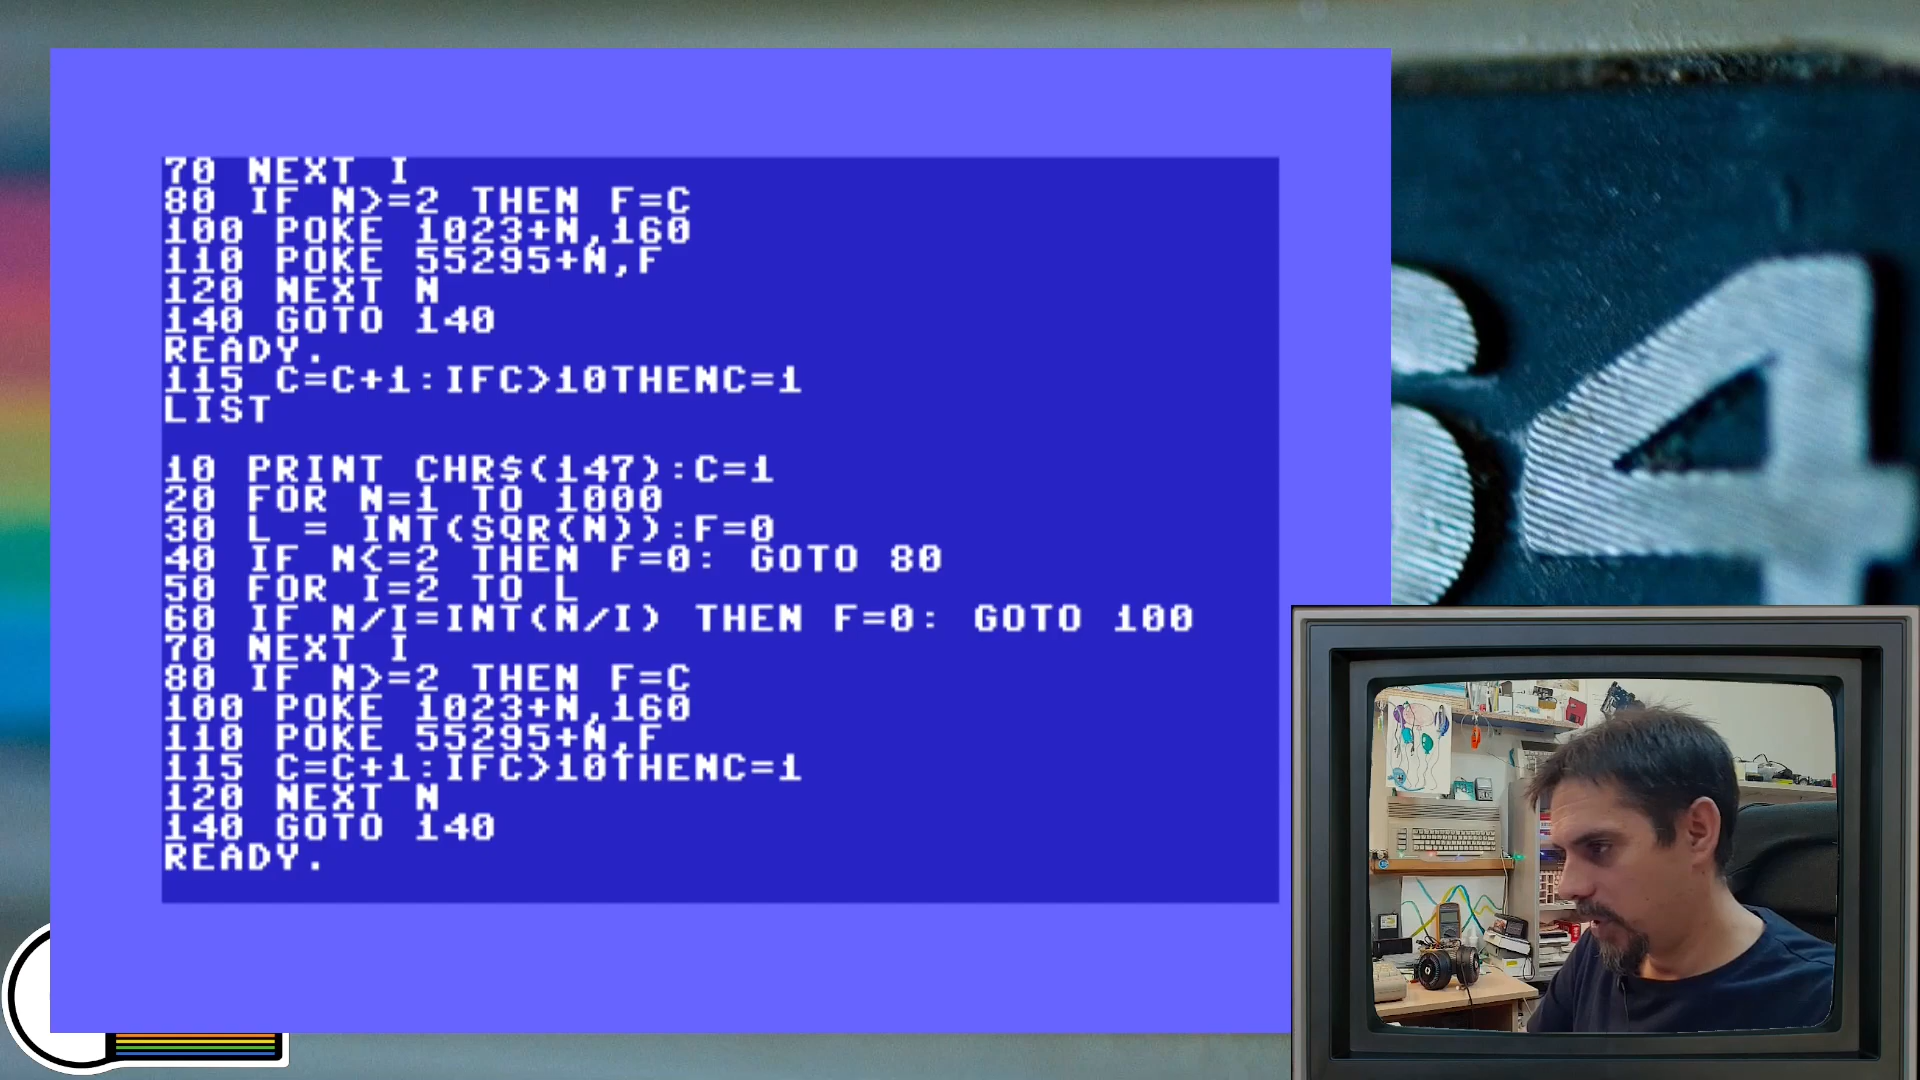 70 NEXT I
80 IF N>=2 THEN F=C
100 POKE 1023+N,160
110 POKE 55295+N,F
120 NEXT N
140 GOTO 140
READY.
115 C=C+1:IFC>10THENC=1
LIST
10 PRINT CHR$(147):C=1
20 FOR N=1 TO 1000
30 L = INT(SQR(N)):F=0
40 IF N<=2 THEN F=0: GOTO 80
50 FOR I=2 TO L
60 IF N/I=INT(N/I) THEN F=0: GOTO 100
70 NEXT I
80 IF N>=2 THEN F=C
100 POKE 1023+N,160
110 POKE 55295+N,F
115 C=C+1:IFC>10THENC=1
120 NEXT N
140 GOTO 140
READY.
64